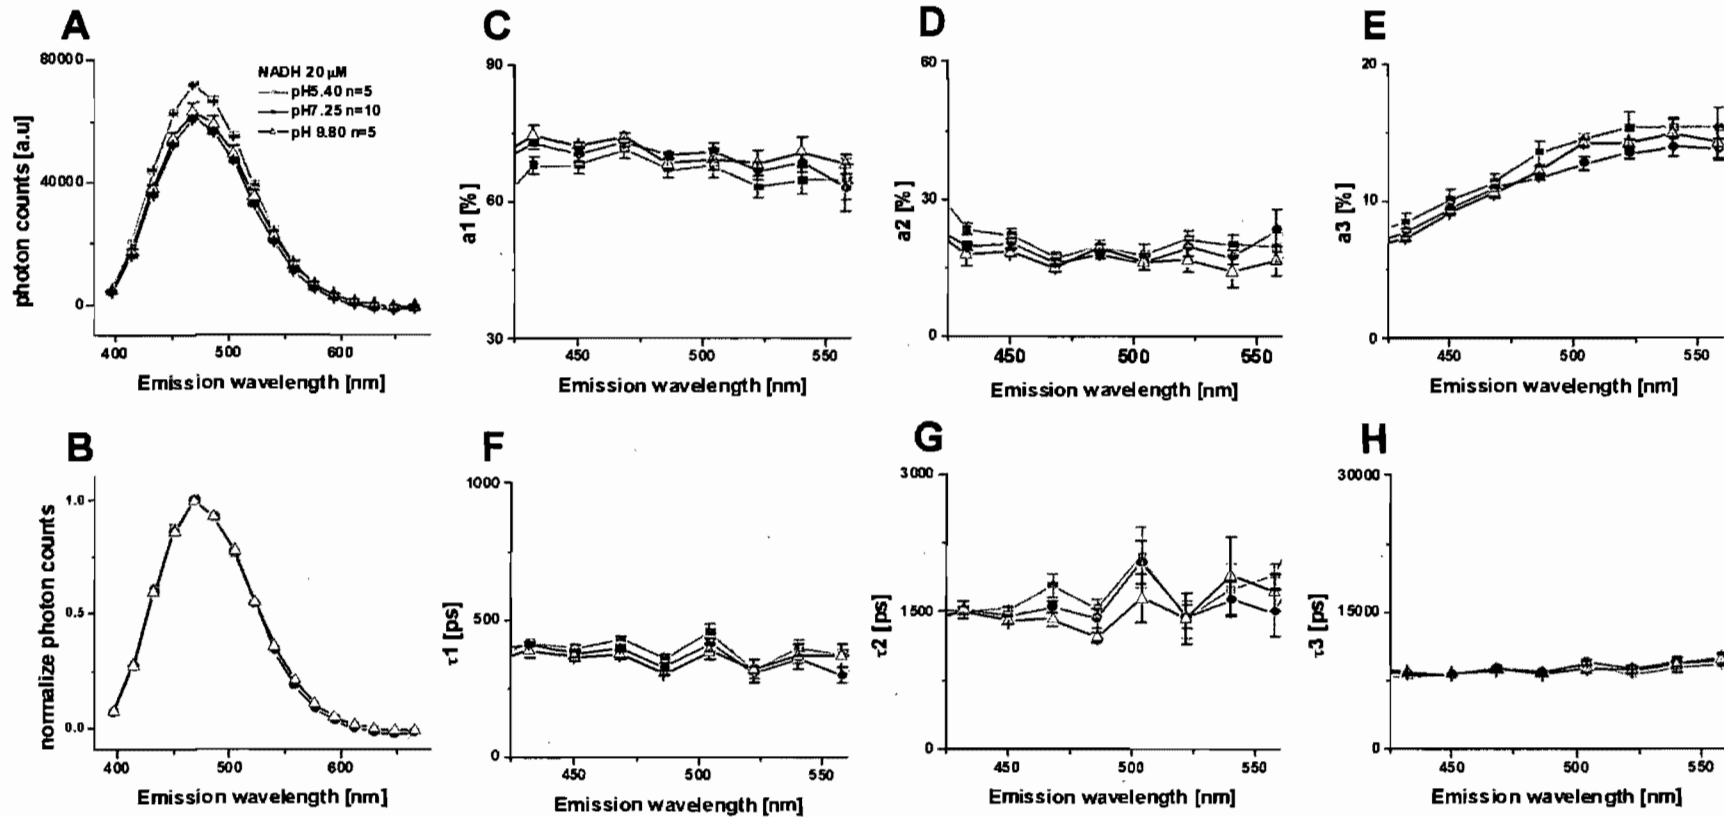 A
80000
40000
0
photon counts [a.u]
400
500
600
Emission wavelength [nm]
NADH 20 µM
pH5.40 n=5
pH7.25 n=10
pH 9.80 n=5
C
90
60
30
a1 [%]
450
500
550
Emission wavelength [nm]
D
60
30
0
a2 [%]
450
500
550
Emission wavelength [nm]
E
20
10
0
a3 [%]
450
500
550
Emission wavelength [nm]
B
1.0
0.5
0.0
normalize photon counts
400
500
600
Emission wavelength [nm]
F
1000
500
0
τ1 [ps]
450
500
550
Emission wavelength [nm]
G
3000
1500
0
τ2 [ps]
450
500
550
Emission wavelength [nm]
H
30000
15000
0
τ3 [ps]
450
500
550
Emission wavelength [nm]